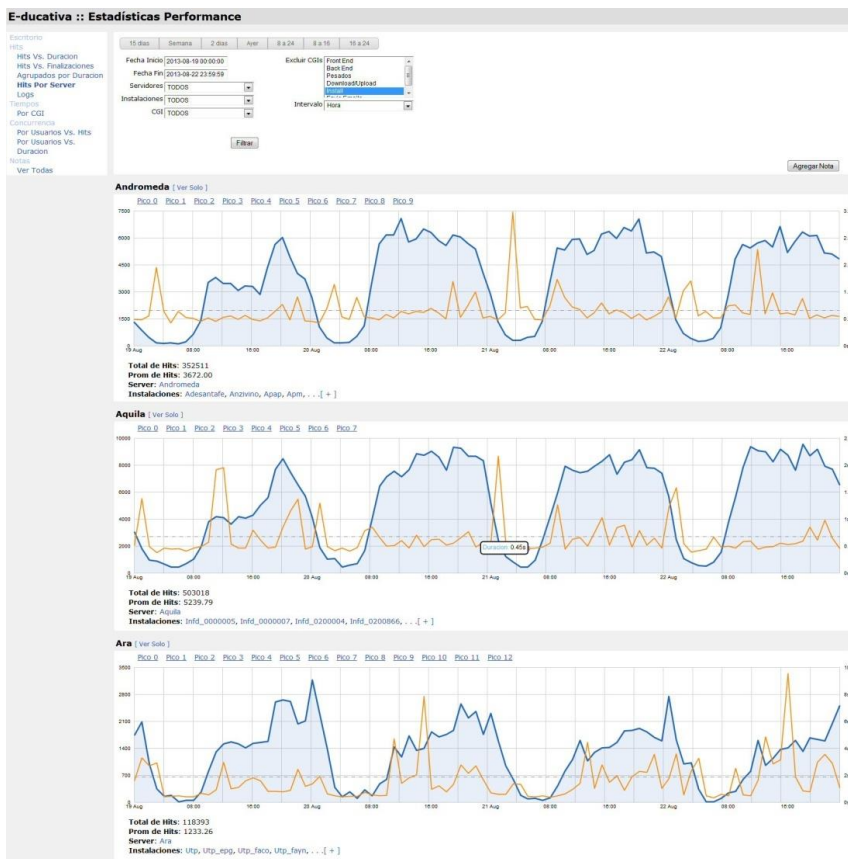 E-ducativa :: Estadísticas Performance
Escritorio
Hits
Hits Vs. Duracion
Hits Vs. Finalizaciones
Agrupados por Duracion
Hits Por Server
Logs
Tiempos
Por CGI
Concurrencia
Por Usuarios Vs. Hits
Por Usuarios Vs.
Duracion
Notas
Ver Todas
15 dias Semana 2 dias Ayer 8 a 24 8 a 16 16 a 24
Fecha Inicio 2013-08-19 00:00:00
Fecha Fin 2013-08-22 23:59:59
Servidores TODOS
Instalaciones TODOS
CGI TODOS
Excluir CGIs Front End
Back End
Pesados
Download/Upload
Install
Intervalo Hora
Filtrar
Agregar Nota
Andromeda [ Ver Solo ]
Pico 0 Pico 1 Pico 2 Pico 3 Pico 4 Pico 5 Pico 6 Pico 7 Pico 8 Pico 9
7500
6000
4500
3000
1500
0
19 Aug 08:00 16:00 20 Aug 08:00 16:00 21 Aug 08:00 16:00 22 Aug 08:00 16:00
Total de Hits: 352511
Prom de Hits: 3672.00
Server: Andromeda
Instalaciones: Adesantafe, Anzivino, Apap, Apm, . . .[ + ]
Aquila [ Ver Solo ]
Pico 0 Pico 1 Pico 2 Pico 3 Pico 4 Pico 5 Pico 6 Pico 7
10000
8000
6000
4000
2000
0
Duracion: 0.45s
19 Aug 08:00 16:00 20 Aug 08:00 16:00 21 Aug 08:00 16:00 22 Aug 08:00 16:00
Total de Hits: 503018
Prom de Hits: 5239.79
Server: Aquila
Instalaciones: Infd_0000005, Infd_0000007, Infd_0200004, Infd_0200866, . . .[ + ]
Ara [ Ver Solo ]
Pico 0 Pico 1 Pico 2 Pico 3 Pico 4 Pico 5 Pico 6 Pico 7 Pico 8 Pico 9 Pico 10 Pico 11 Pico 12
3500
2800
2100
1400
700
0
19 Aug 08:00 16:00 20 Aug 08:00 16:00 21 Aug 08:00 16:00 22 Aug 08:00 16:00
Total de Hits: 118393
Prom de Hits: 1233.26
Server: Ara
Instalaciones: Utp, Utp_epg, Utp_faco, Utp_fayn, . . .[ + ]